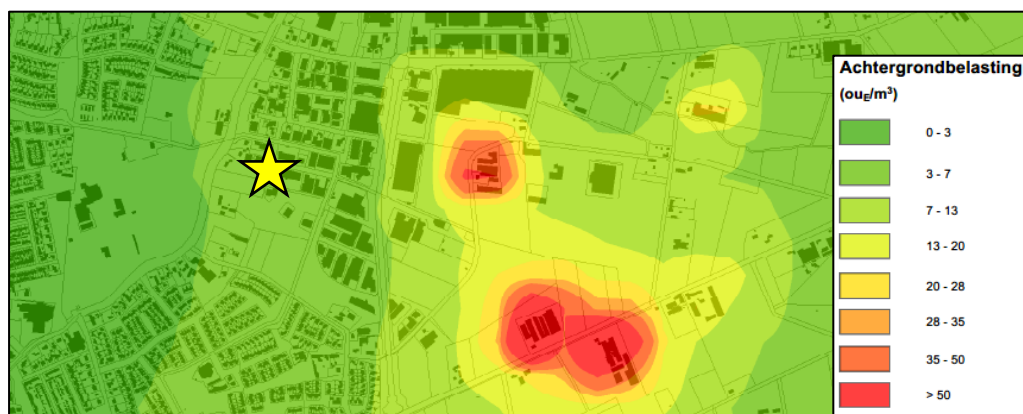 Achtergrondbelasting
(ouE/m³)
0 - 3
3 - 7
7 - 13
13 - 20
20 - 28
28 - 35
35 - 50
> 50